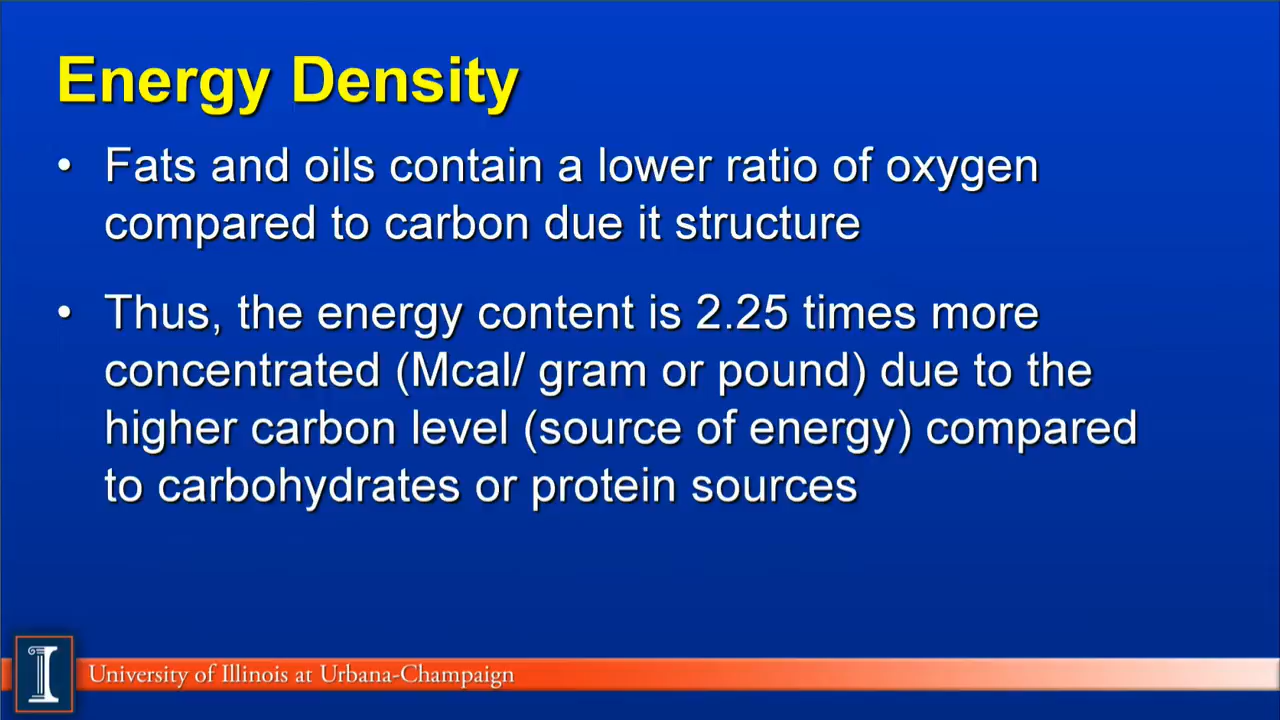 Energy Density
• Fats and oils contain a lower ratio of oxygen
compared to carbon due it structure
• Thus, the energy content is 2.25 times more
concentrated (Mcal/ gram or pound) due to the
higher carbon level (source of energy) compared
to carbohydrates or protein sources
I
University of Illinois at Urbana-Champaign